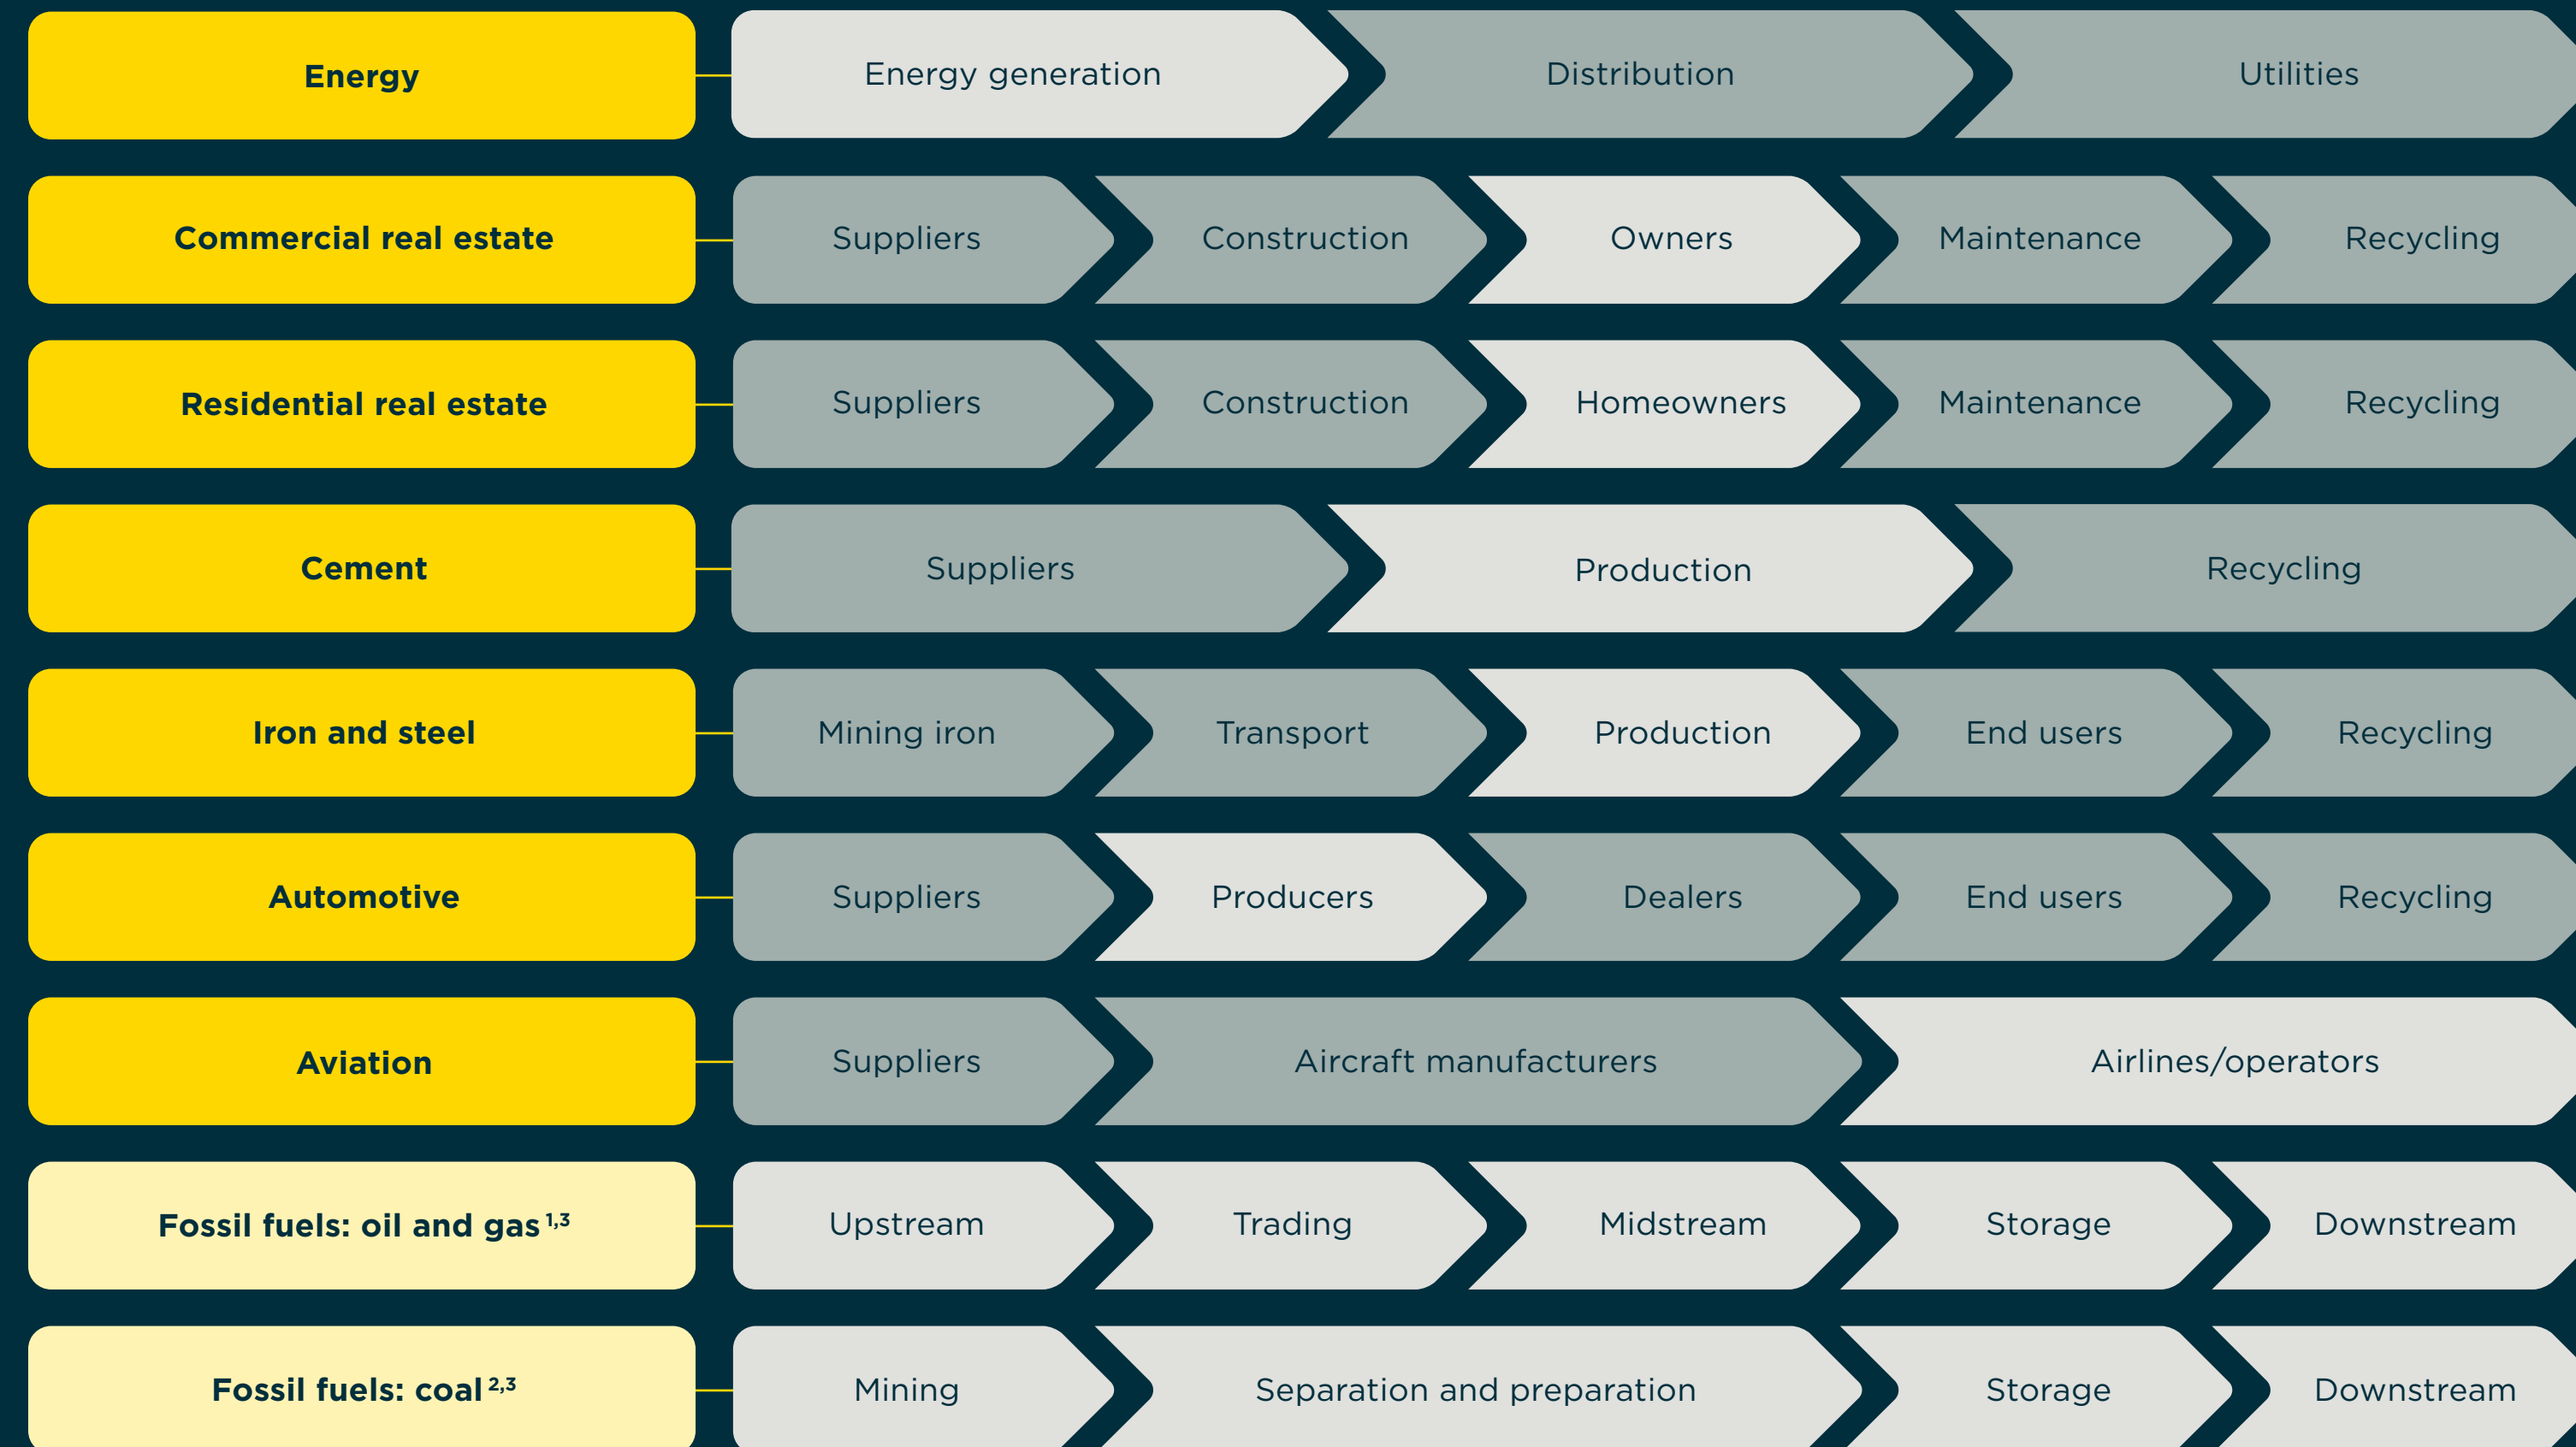 Energy
Energy generation
Distribution
Utilities
Commercial real estate
Suppliers
Construction
Owners
Maintenance
Recycling
Residential real estate
Suppliers
Construction
Homeowners
Maintenance
Recycling
Cement
Suppliers
Production
Recycling
Iron and steel
Mining iron
Transport
Production
End users
Recycling
Automotive
Suppliers
Producers
Dealers
End users
Recycling
Aviation
Suppliers
Aircraft manufacturers
Airlines/operators
Fossil fuels: oil and gas 1,3
Upstream
Trading
Midstream
Storage
Downstream
Fossil fuels: coal 2,3
Mining
Separation and preparation
Storage
Downstream